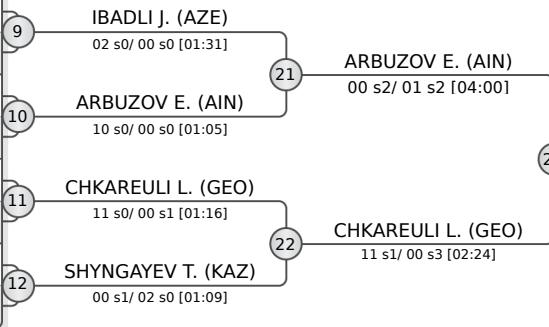 IBADLI J. (AZE)
9
02 s0/ 00 s0 [01:31]
ARBUZOV E. (AIN)
21
00 s2/ 01 s2 [04:00]
ARBUZOV E. (AIN)
10
10 s0/ 00 s0 [01:05]
CHKAREULI L. (GEO)
11
11 s0/ 00 s1 [01:16]
CHKAREULI L. (GEO)
22
11 s1/ 00 s3 [02:24]
SHYNGAYEV T. (KAZ)
12
00 s1/ 02 s0 [01:09]